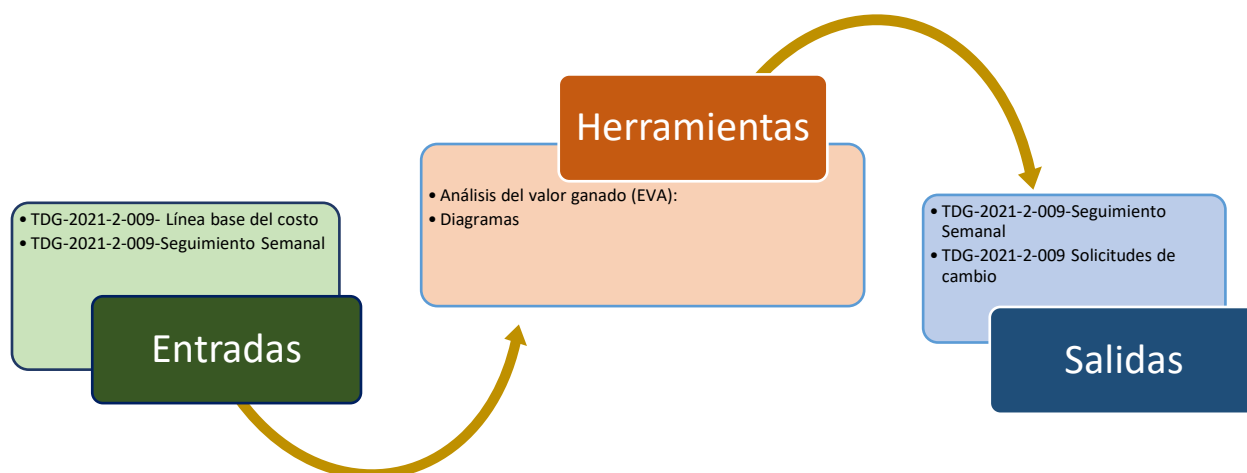 • TDG-2021-2-009- Línea base del costo
• TDG-2021-2-009-Seguimiento Semanal
Entradas
Herramientas
• Análisis del valor ganado (EVA):
• Diagramas
• TDG-2021-2-009-Seguimiento
Semanal
• TDG-2021-2-009 Solicitudes de
cambio
Salidas